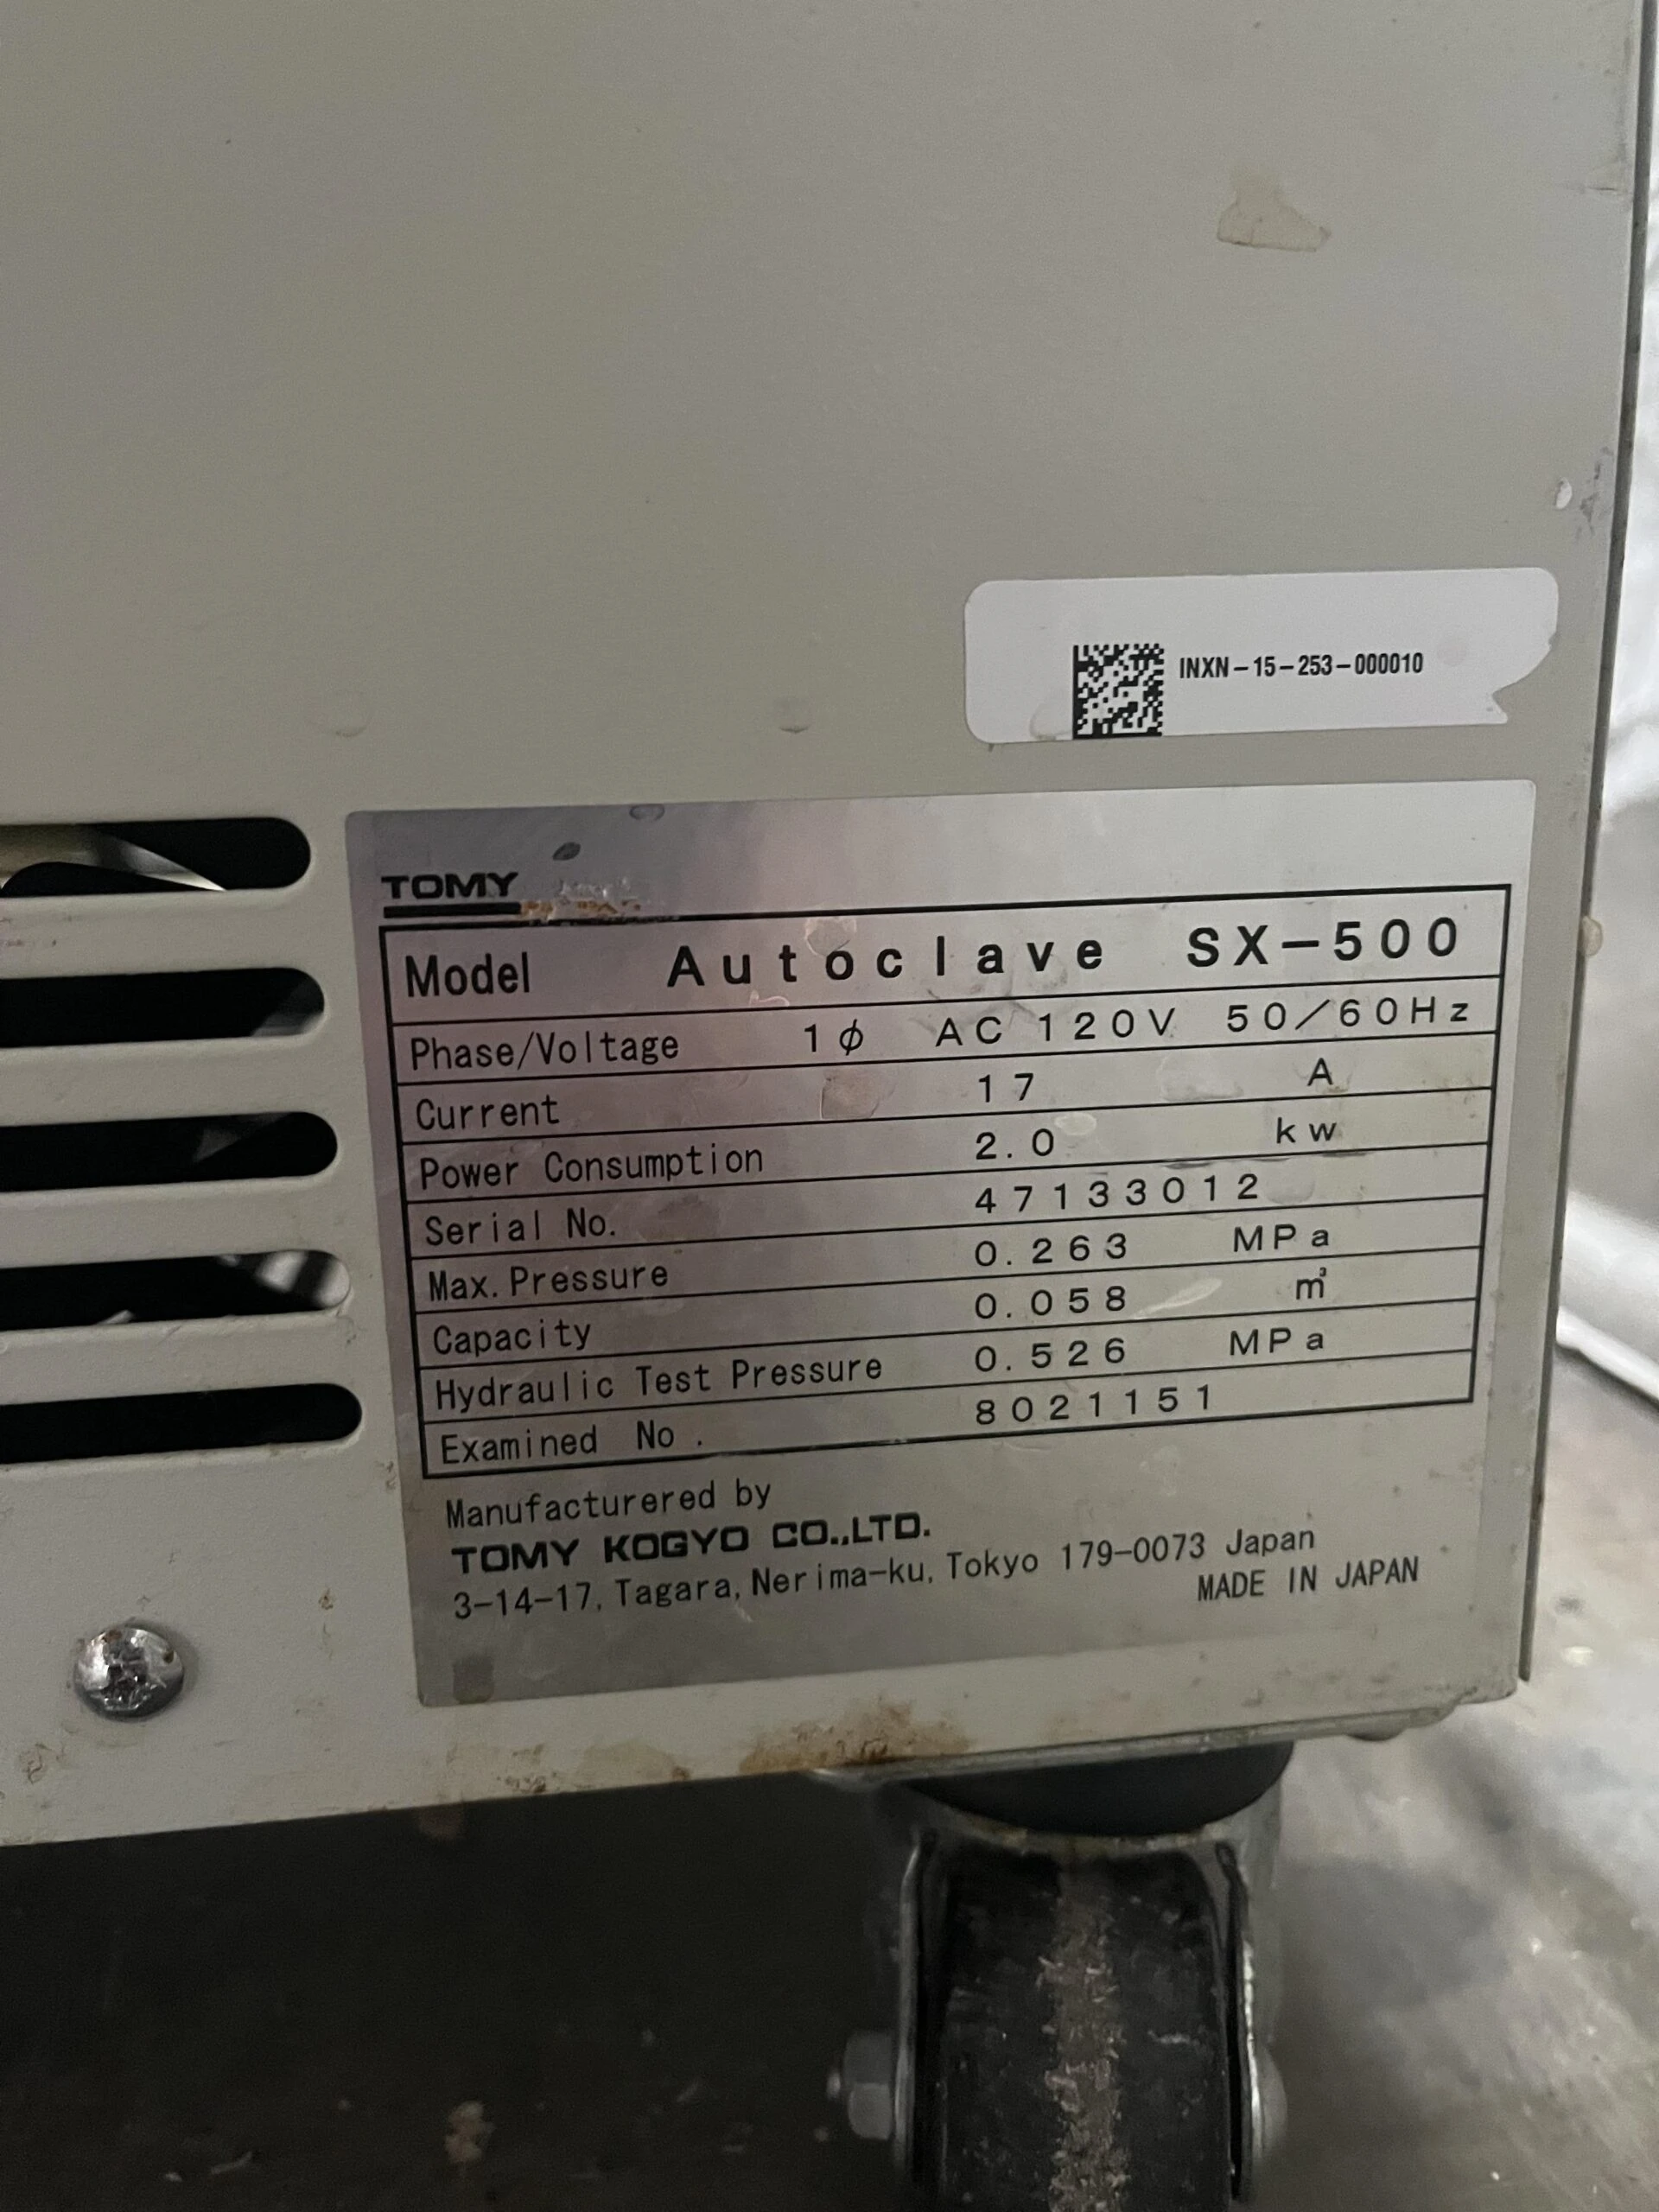 INXN-15-253-000010
TOMY
Model Autoclave SX-500
Phase/Voltage 1φ AC 120V 50/60Hz
Current 17 A
Power Consumption 2.0 kw
Serial No. 47133012
Max. Pressure 0.263 MPa
Capacity 0.058 m³
Hydraulic Test Pressure 0.526 MPa
Examined No. 8021151
Manufacturered by
TOMY KOGYO CO.,LTD.
3-14-17, Tagara, Nerima-ku, Tokyo 179-0073 Japan
MADE IN JAPAN